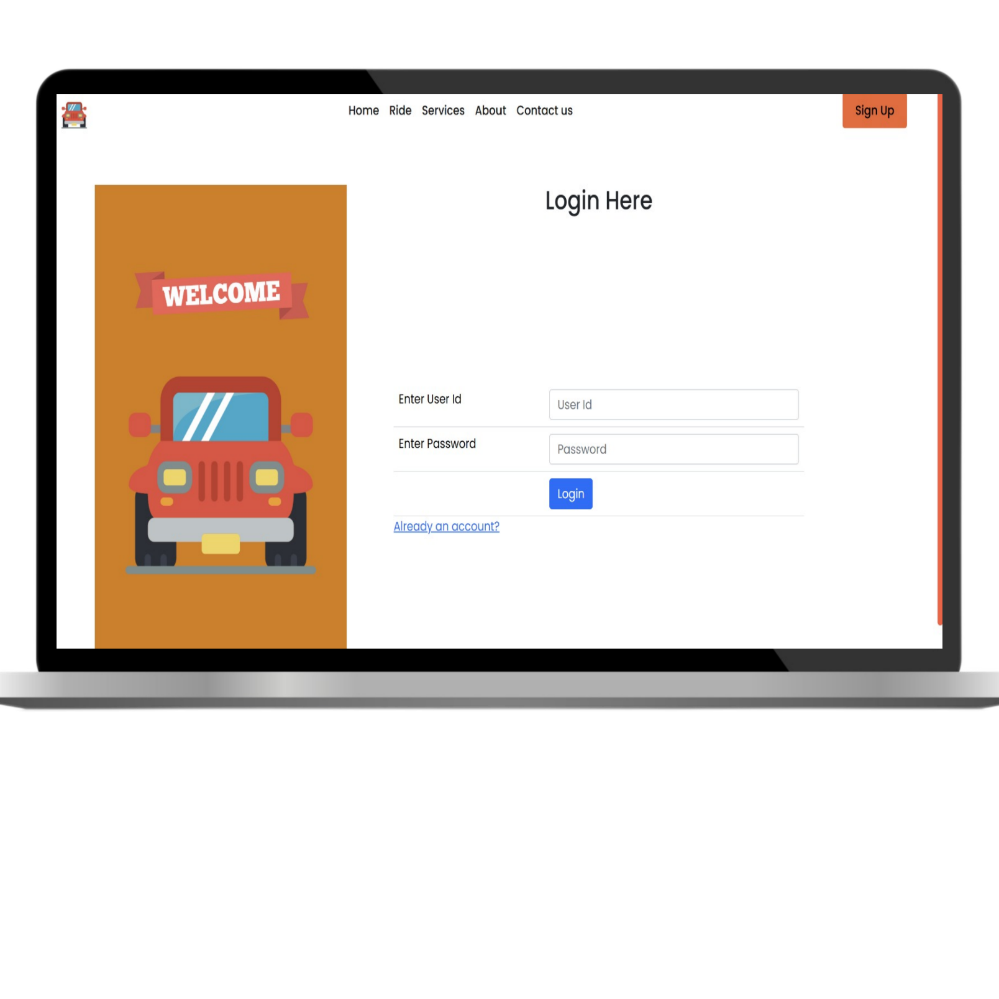 Home Ride Services About Contact us Sign Up
Login Here
WELCOME
Enter User Id User Id
Enter Password Password
Login
Already an account?